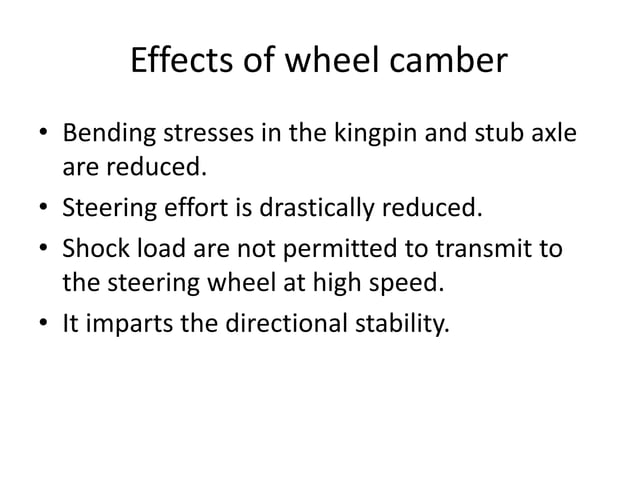 Effects of wheel camber
• Bending stresses in the kingpin and stub axle
are reduced.
• Steering effort is drastically reduced.
• Shock load are not permitted to transmit to
the steering wheel at high speed.
• It imparts the directional stability.